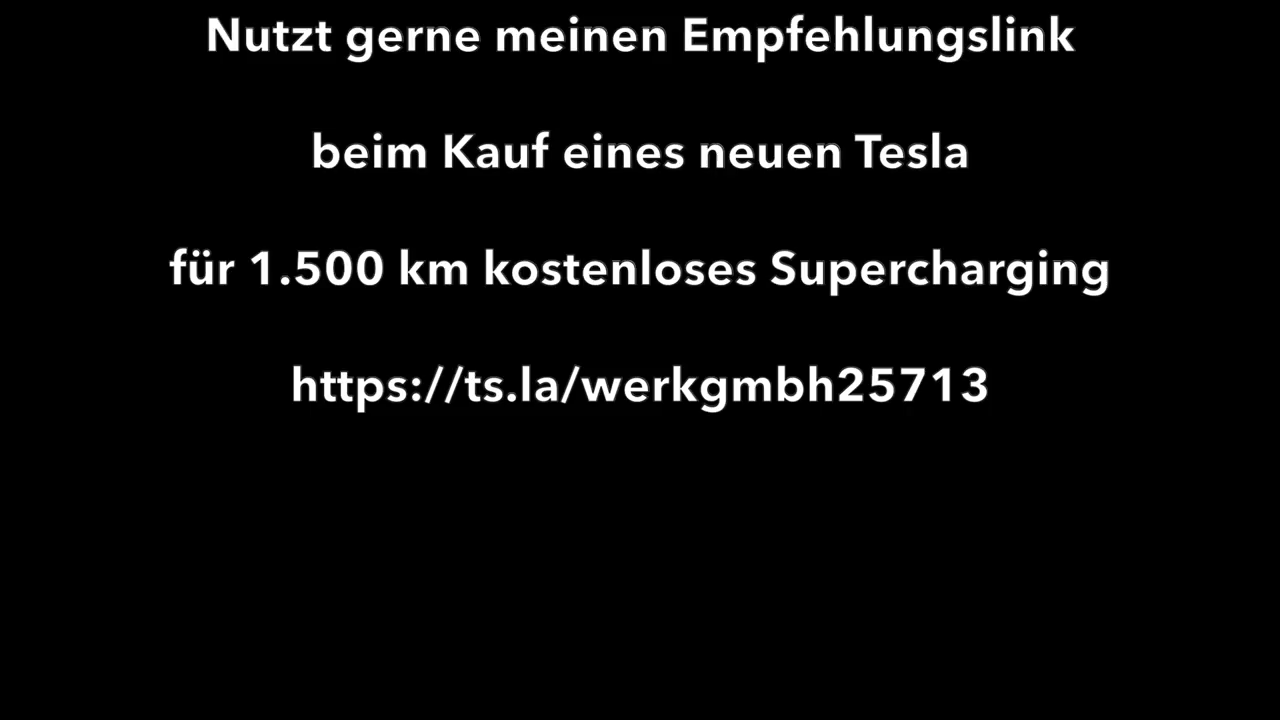 Nutzt gerne meinen Empfehlungslink
beim Kauf eines neuen Tesla
für 1.500 km kostenloses Supercharging
https://ts.la/werkgmbh25713